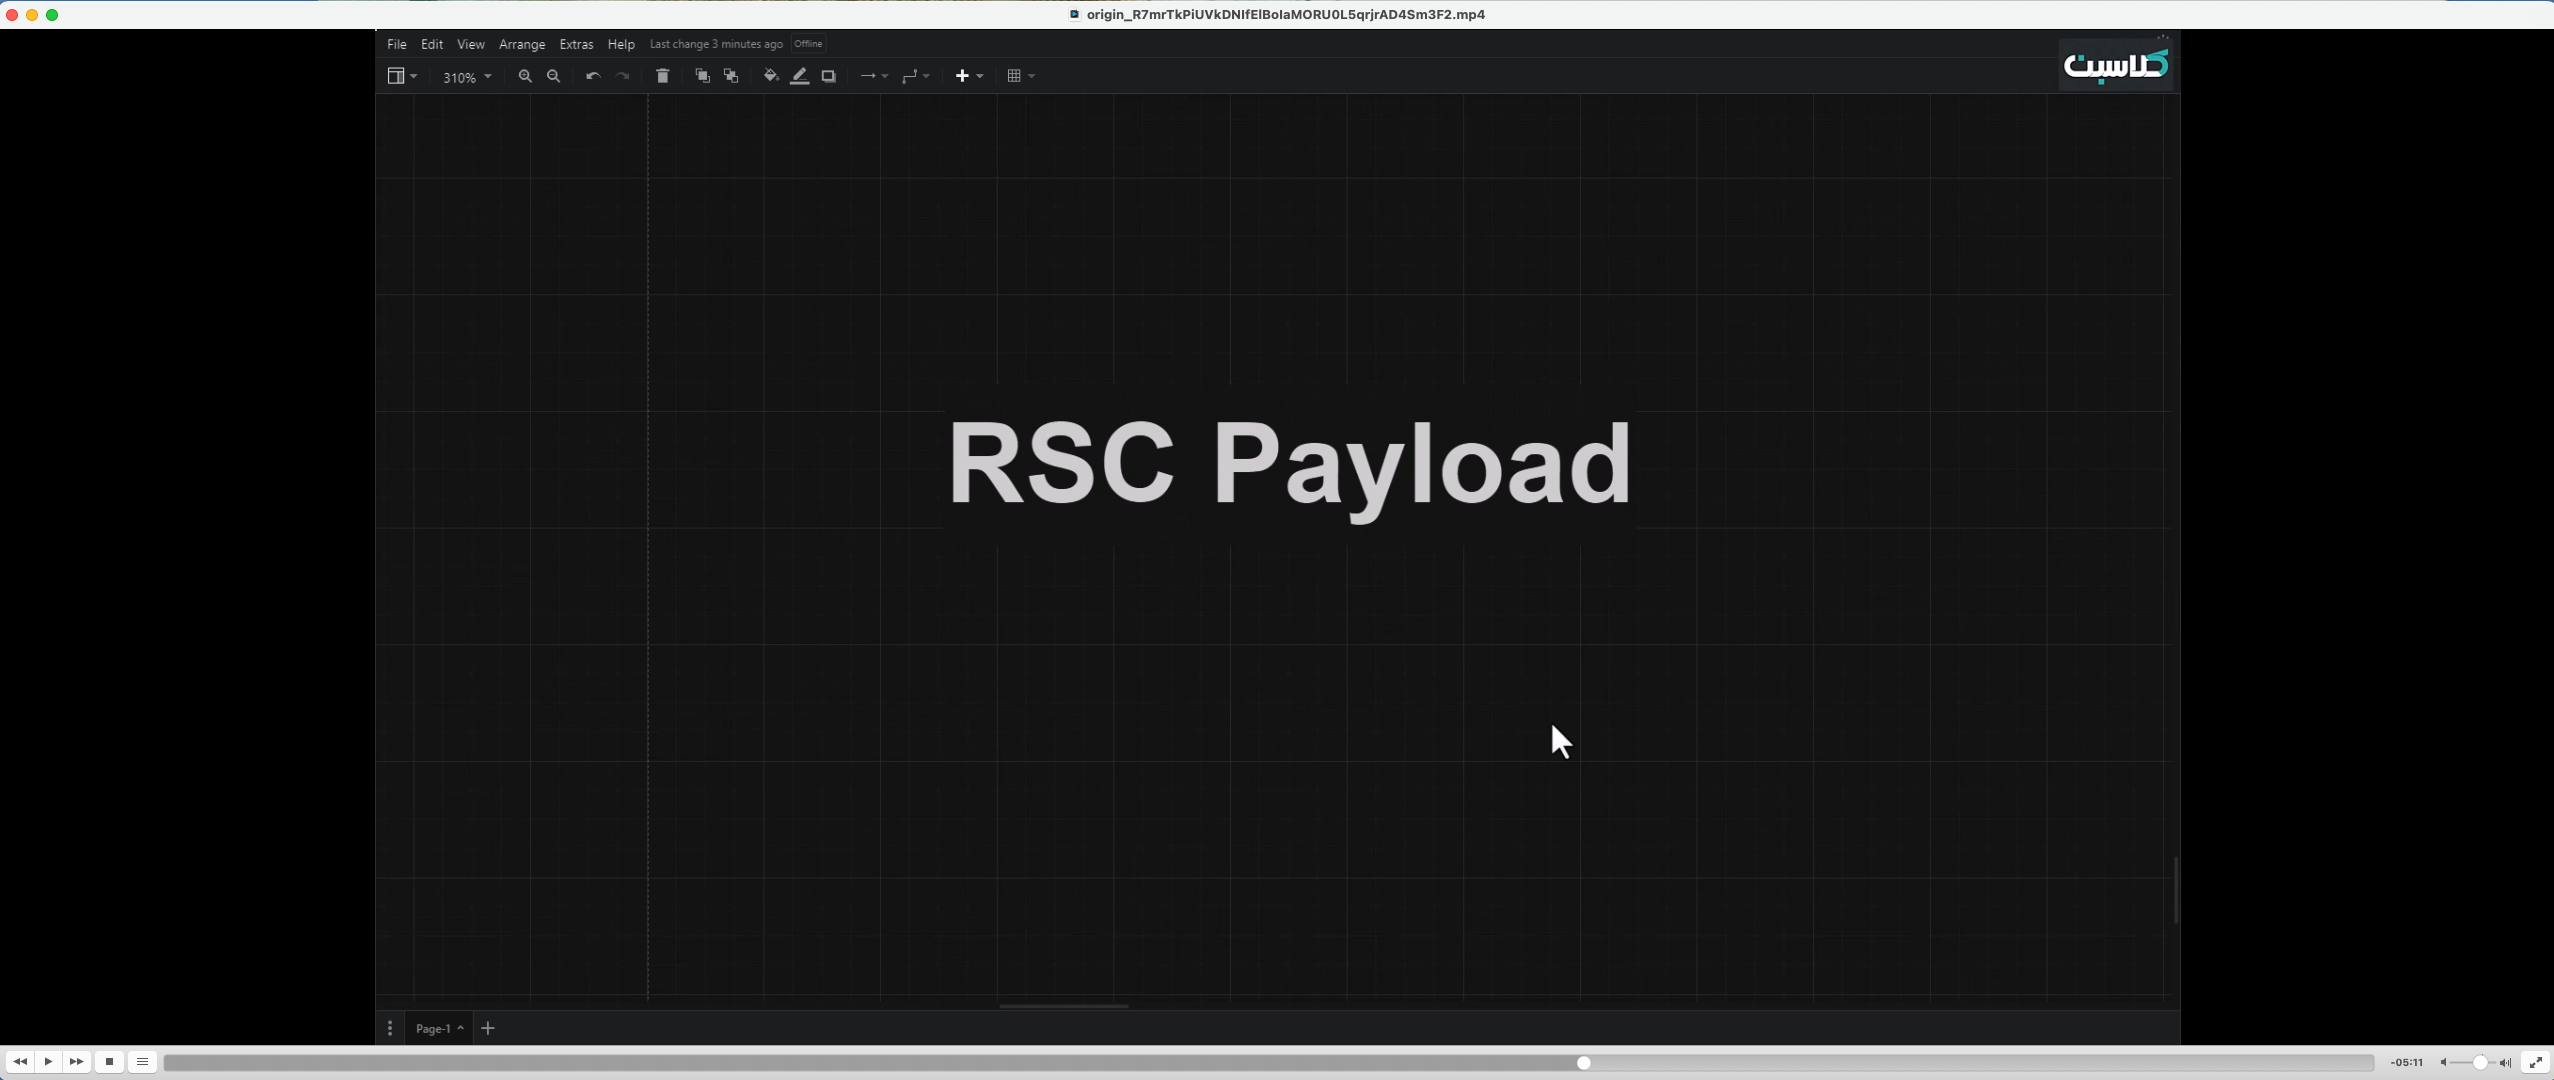 origin_R7mrTkPiUVkDNIfElBolaMORU0L5qrjrAD4Sm3F2.mp4
File Edit View Arrange Extras Help Last change 3 minutes ago Offline
310%
کلاسبت
RSC Payload
Page-1
-05:11